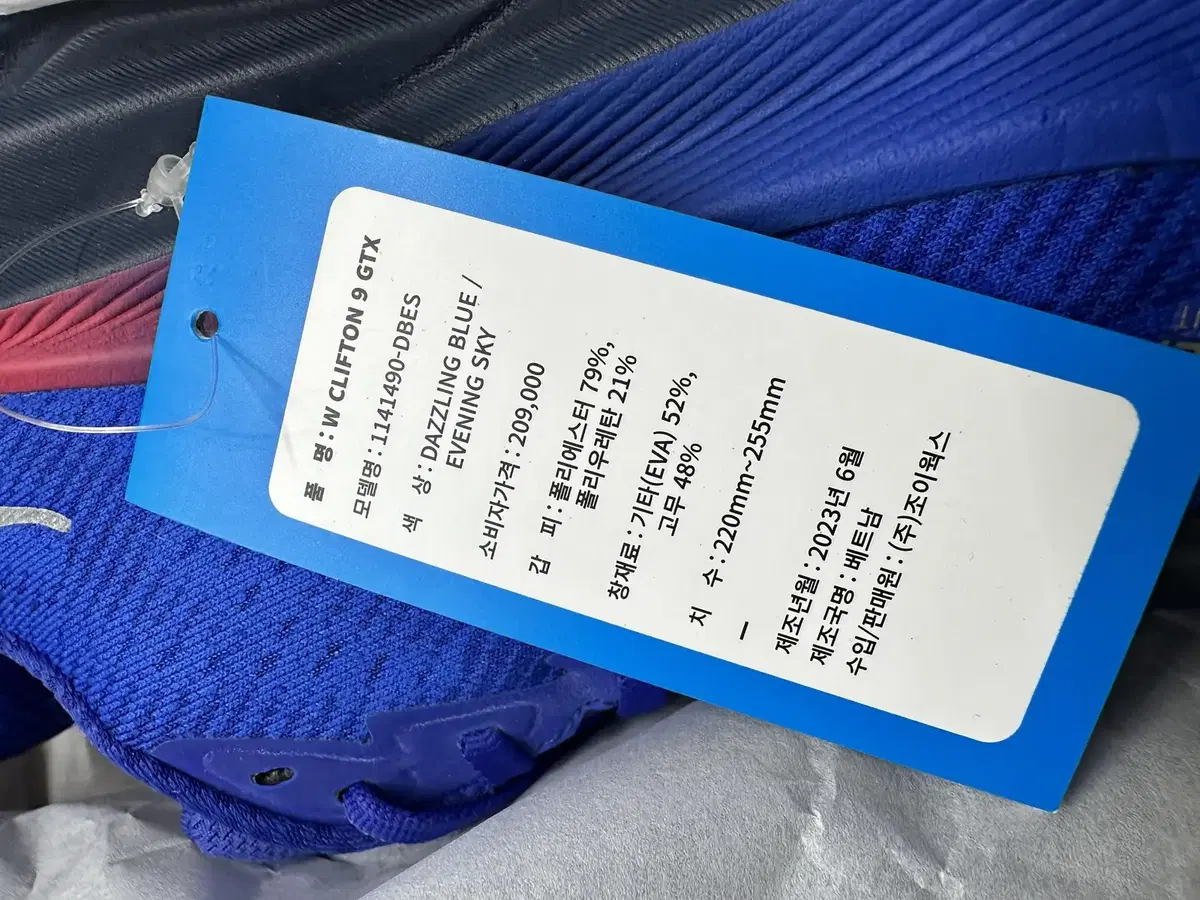 품 명 : W CLIFTON 9 GTX
모델명 : 1141490-DBES
색 상 : DAZZLING BLUE /
EVENING SKY
소비자가격 : 209,000
갑 피 : 폴리에스터 79%,
폴리우레탄 21%
창재료 : 기타(EVA) 52%,
고무 48%
치 수 : 220mm~255mm
–
제조년월 : 2023년 6월
제조국명 : 베트남
수입/판매원 : (주)조이웍스